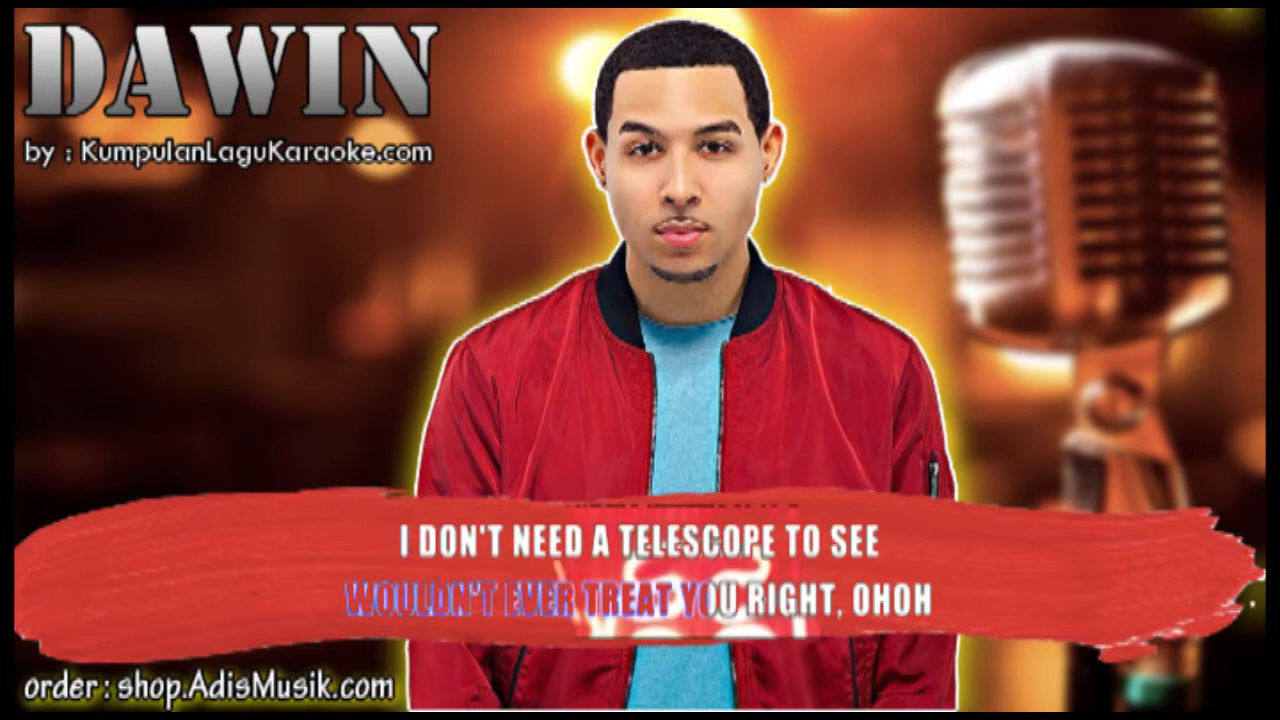 DAWIN
by : KumpulanLaguKaraoke.com
I DON'T NEED A TELESCOPE TO SEE
WOULDN'T EVER TREAT YOU RIGHT, OHOH
order : shop.AdisMusik.com